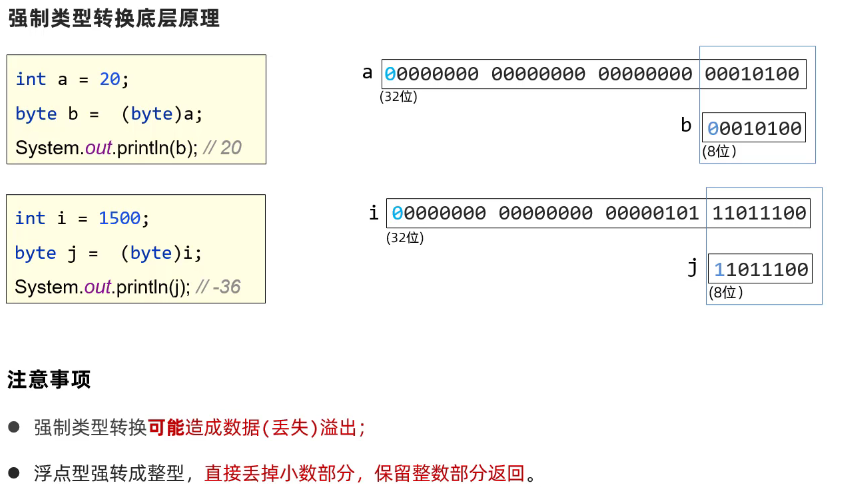 强制类型转换底层原理
int a = 20;
byte b = (byte)a;
System.out.println(b); // 20
a 00000000 00000000 00000000 00010100
(32位)
b 00010100
(8位)
int i = 1500;
byte j = (byte)i;
System.out.println(j); // -36
i 00000000 00000000 00000101 11011100
(32位)
j 11011100
(8位)
注意事项
● 强制类型转换可能造成数据(丢失)溢出；
● 浮点型强转成整型，直接丢掉小数部分，保留整数部分返回。